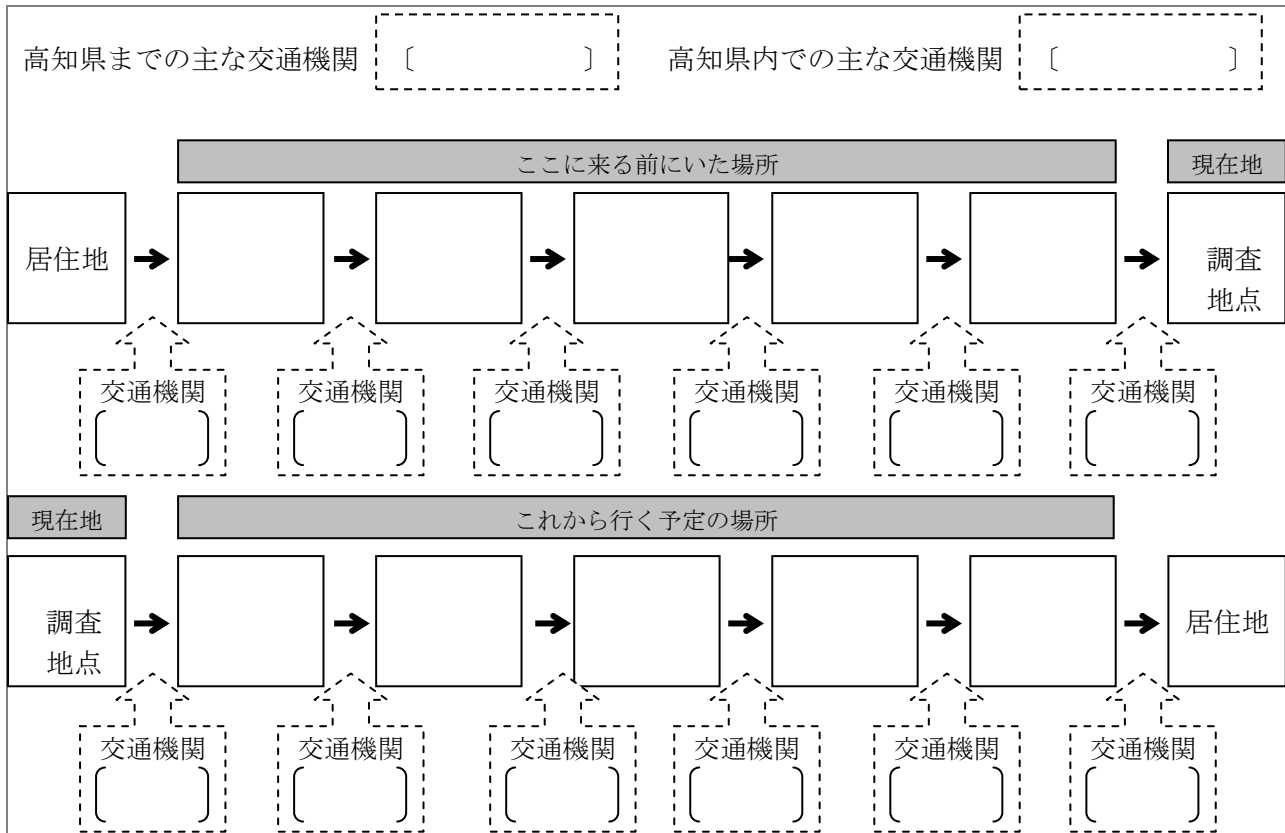 高知県までの主な交通機関 〔 〕 高知県内での主な交通機関 〔 〕
ここに来る前にいた場所 現在地
居住地 調査
地点
交通機関 交通機関 交通機関 交通機関 交通機関 交通機関
現在地 これから行く予定の場所
調査
地点 居住地
交通機関 交通機関 交通機関 交通機関 交通機関 交通機関